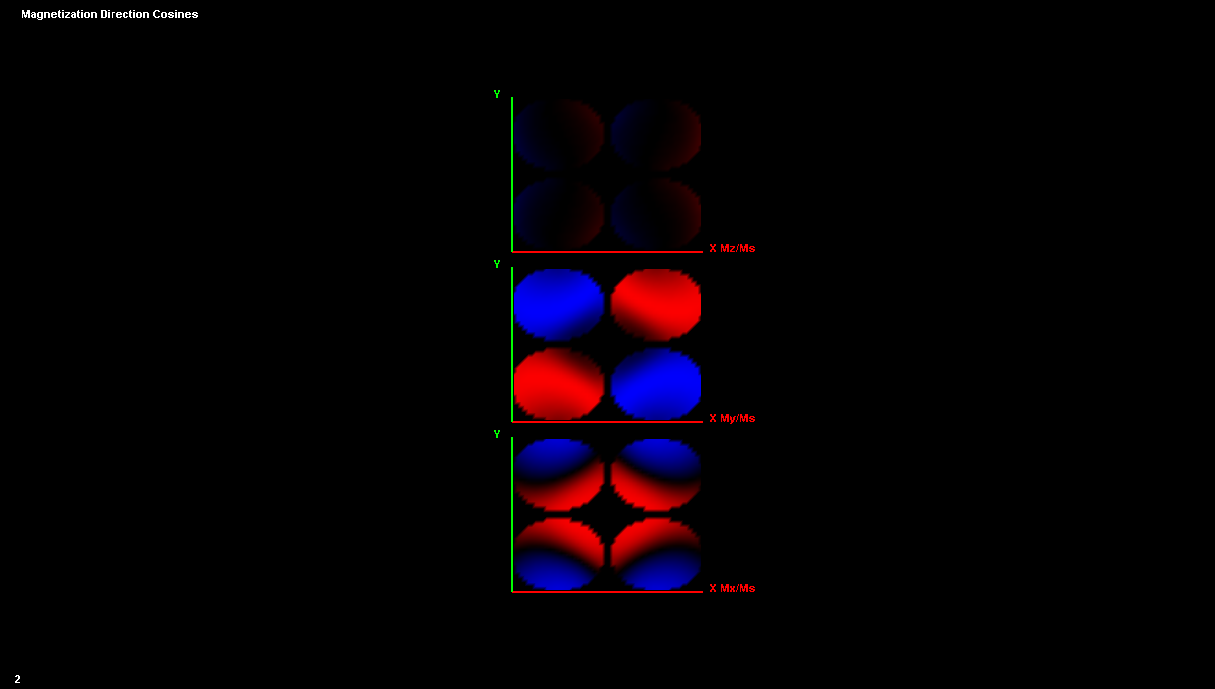 Magnetization Direction Cosines
Y
X Mz/Ms
Y
X My/Ms
Y
X Mx/Ms
2